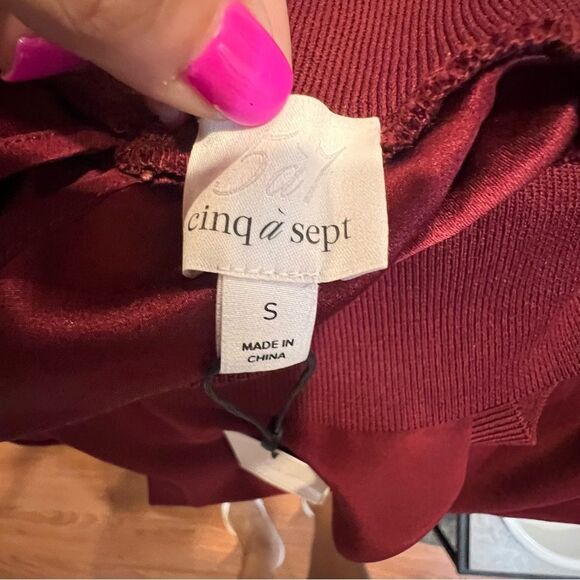 5à7
cinq à sept
S
MADE IN
CHINA